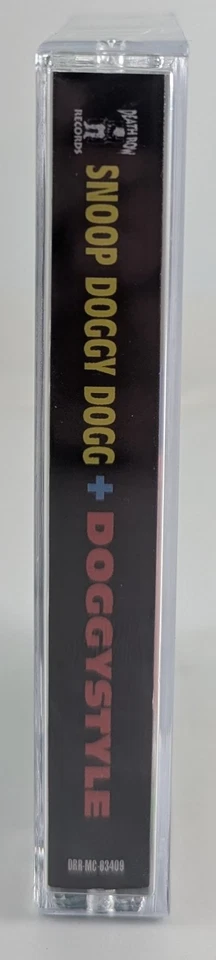 DEATH ROW
RECORDS
SNOOP DOGGY DOGG + DOGGYSTYLE
DRR-MC-63409